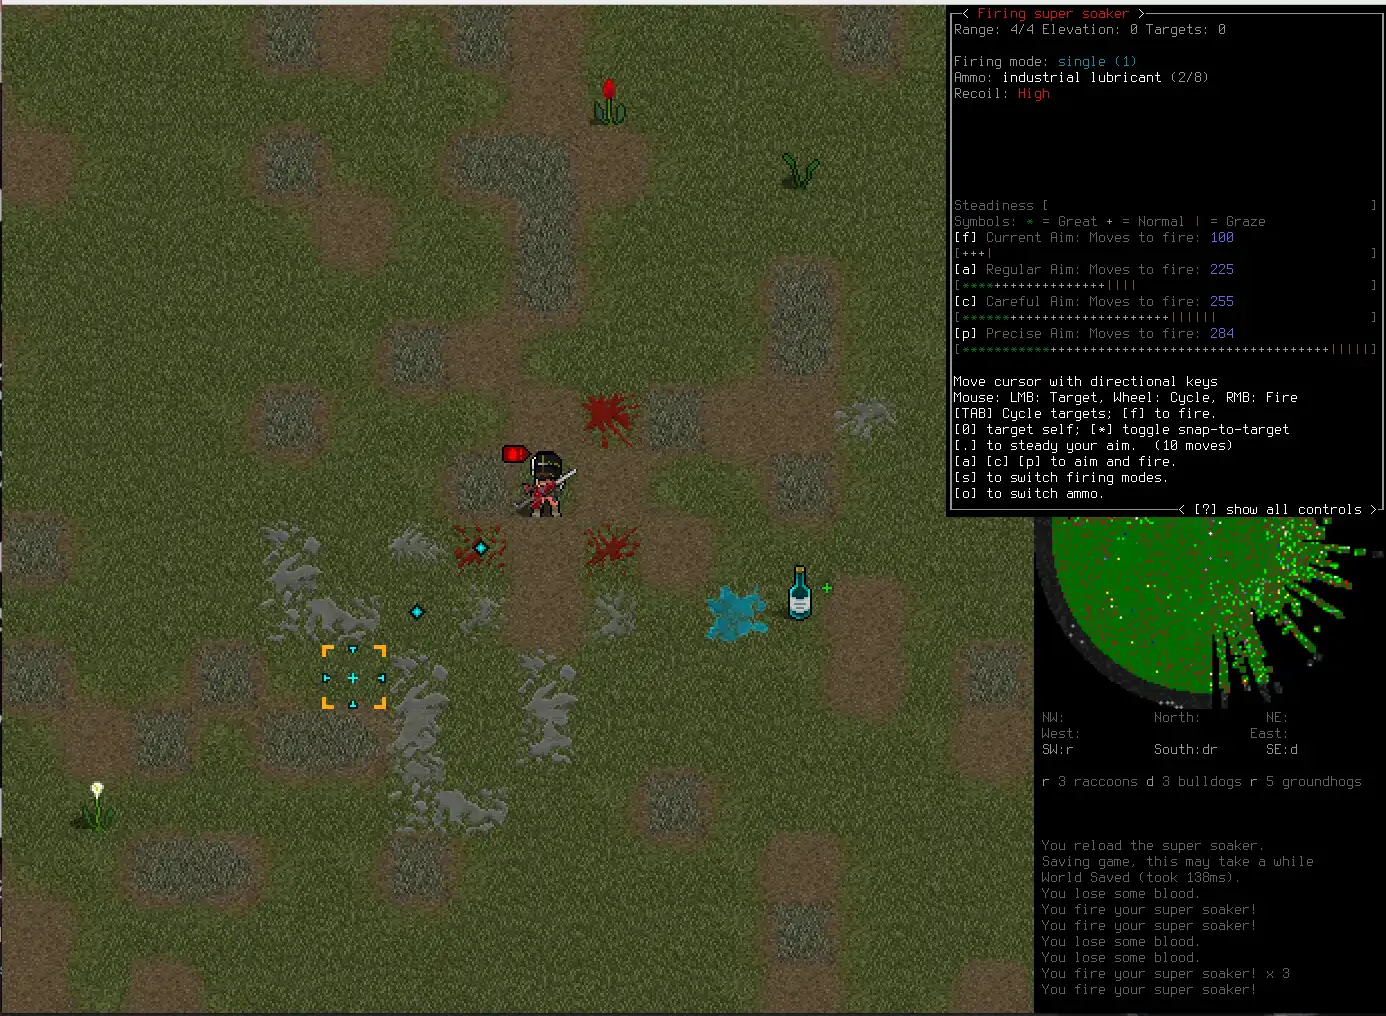 < Firing super soaker >
Range: 4/4 Elevation: 0 Targets: 0
Firing mode: single (1)
Ammo: industrial lubricant (2/8)
Recoil: High
Steadiness [ ]
Symbols: * = Great + = Normal | = Graze
[f] Current Aim: Moves to fire: 100
[+++| ]
[a] Regular Aim: Moves to fire: 225
[****++++++++++++++|||| ]
[c] Careful Aim: Moves to fire: 255
[******++++++++++++++++++++|||||| ]
[p] Precise Aim: Moves to fire: 284
[***********+++++++++++++++++++++++++++++++++++|||||]
Move cursor with directional keys
Mouse: LMB: Target, Wheel: Cycle, RMB: Fire
[TAB] Cycle targets; [f] to fire.
[0] target self; [*] toggle snap-to-target
[.] to steady your aim. (10 moves)
[a] [c] [p] to aim and fire.
[s] to switch firing modes.
[o] to switch ammo.
< [?] show all controls >
NW: North: NE:
West: East:
SW:r South:dr SE:d
r 3 raccoons d 3 bulldogs r 5 groundhogs
You reload the super soaker.
Saving game, this may take a while
World Saved (took 138ms).
You lose some blood.
You fire your super soaker!
You fire your super soaker!
You lose some blood.
You lose some blood.
You fire your super soaker! x 3
You fire your super soaker!